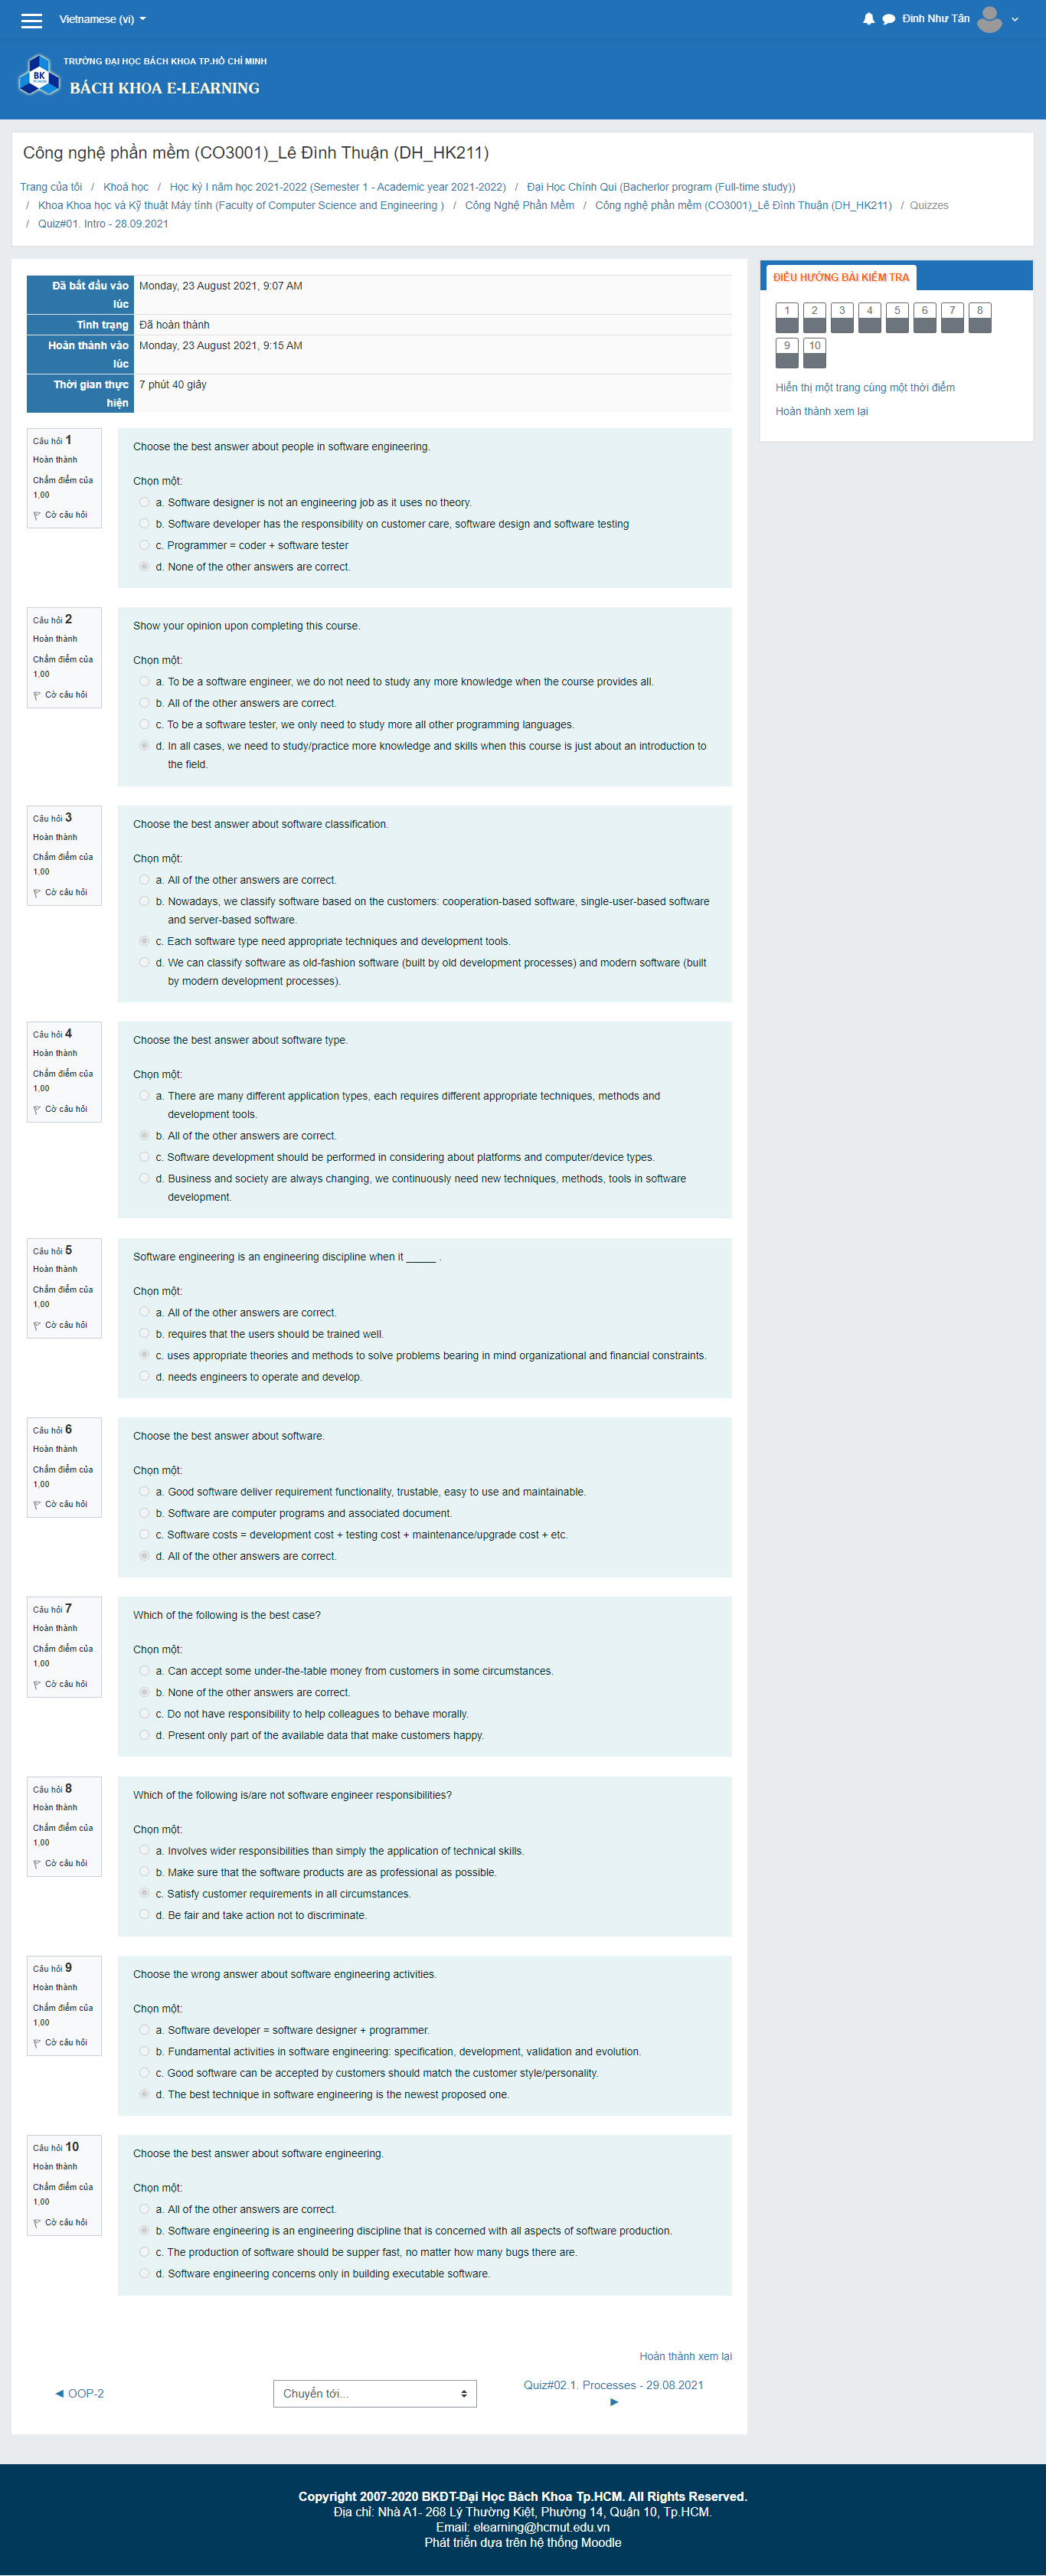 Vietnamese (vi)
Đinh Như Tân
TRƯỜNG ĐẠI HỌC BÁCH KHOA TP.HỒ CHÍ MINH
BK
TP.HCM
BÁCH KHOA E-LEARNING
Công nghệ phần mềm (CO3001)_Lê Đình Thuận (DH_HK211)
Trang của tôi / Khoá học / Học kỳ I năm học 2021-2022 (Semester 1 - Academic year 2021-2022) / Đại Học Chính Qui (Bacherlor program (Full-time study))
/ Khoa Khoa học và Kỹ thuật Máy tính (Faculty of Computer Science and Engineering ) / Công Nghệ Phần Mềm / Công nghệ phần mềm (CO3001)_Lê Đình Thuận (DH_HK211) / Quizzes
/ Quiz#01. Intro - 28.09.2021
Đã bắt đầu vào lúc Monday, 23 August 2021, 9:07 AM
Tình trạng Đã hoàn thành
Hoàn thành vào lúc Monday, 23 August 2021, 9:15 AM
Thời gian thực hiện 7 phút 40 giây
Câu hỏi 1
Hoàn thành
Chấm điểm của
1,00
Cờ câu hỏi
Choose the best answer about people in software engineering.
Chọn một:
a. Software designer is not an engineering job as it uses no theory.
b. Software developer has the responsibility on customer care, software design and software testing
c. Programmer = coder + software tester
d. None of the other answers are correct.
Câu hỏi 2
Hoàn thành
Chấm điểm của
1,00
Cờ câu hỏi
Show your opinion upon completing this course.
Chọn một:
a. To be a software engineer, we do not need to study any more knowledge when the course provides all.
b. All of the other answers are correct.
c. To be a software tester, we only need to study more all other programming languages.
d. In all cases, we need to study/practice more knowledge and skills when this course is just about an introduction to
the field.
Câu hỏi 3
Hoàn thành
Chấm điểm của
1,00
Cờ câu hỏi
Choose the best answer about software classification.
Chọn một:
a. All of the other answers are correct.
b. Nowadays, we classify software based on the customers: cooperation-based software, single-user-based software
and server-based software.
c. Each software type need appropriate techniques and development tools.
d. We can classify software as old-fashion software (built by old development processes) and modern software (built
by modern development processes).
Câu hỏi 4
Hoàn thành
Chấm điểm của
1,00
Cờ câu hỏi
Choose the best answer about software type.
Chọn một:
a. There are many different application types, each requires different appropriate techniques, methods and
development tools.
b. All of the other answers are correct.
c. Software development should be performed in considering about platforms and computer/device types.
d. Business and society are always changing, we continuously need new techniques, methods, tools in software
development.
Câu hỏi 5
Hoàn thành
Chấm điểm của
1,00
Cờ câu hỏi
Software engineering is an engineering discipline when it _____ .
Chọn một:
a. All of the other answers are correct.
b. requires that the users should be trained well.
c. uses appropriate theories and methods to solve problems bearing in mind organizational and financial constraints.
d. needs engineers to operate and develop.
Câu hỏi 6
Hoàn thành
Chấm điểm của
1,00
Cờ câu hỏi
Choose the best answer about software.
Chọn một:
a. Good software deliver requirement functionality, trustable, easy to use and maintainable.
b. Software are computer programs and associated document.
c. Software costs = development cost + testing cost + maintenance/upgrade cost + etc.
d. All of the other answers are correct.
Câu hỏi 7
Hoàn thành
Chấm điểm của
1,00
Cờ câu hỏi
Which of the following is the best case?
Chọn một:
a. Can accept some under-the-table money from customers in some circumstances.
b. None of the other answers are correct.
c. Do not have responsibility to help colleagues to behave morally.
d. Present only part of the available data that make customers happy.
Câu hỏi 8
Hoàn thành
Chấm điểm của
1,00
Cờ câu hỏi
Which of the following is/are not software engineer responsibilities?
Chọn một:
a. Involves wider responsibilities than simply the application of technical skills.
b. Make sure that the software products are as professional as possible.
c. Satisfy customer requirements in all circumstances.
d. Be fair and take action not to discriminate.
Câu hỏi 9
Hoàn thành
Chấm điểm của
1,00
Cờ câu hỏi
Choose the wrong answer about software engineering activities.
Chọn một:
a. Software developer = software designer + programmer.
b. Fundamental activities in software engineering: specification, development, validation and evolution.
c. Good software can be accepted by customers should match the customer style/personality.
d. The best technique in software engineering is the newest proposed one.
Câu hỏi 10
Hoàn thành
Chấm điểm của
1,00
Cờ câu hỏi
Choose the best answer about software engineering.
Chọn một:
a. All of the other answers are correct.
b. Software engineering is an engineering discipline that is concerned with all aspects of software production.
c. The production of software should be supper fast, no matter how many bugs there are.
d. Software engineering concerns only in building executable software.
Hoàn thành xem lại
◄ OOP-2
Chuyển tới...
Quiz#02.1. Processes - 29.08.2021
►
ĐIỀU HƯỚNG BÀI KIỂM TRA
1 2 3 4 5 6 7 8
9 10
Hiển thị một trang cùng một thời điểm
Hoàn thành xem lại
Copyright 2007-2020 BKĐT-Đại Học Bách Khoa Tp.HCM. All Rights Reserved.
Địa chỉ: Nhà A1- 268 Lý Thường Kiệt, Phường 14, Quận 10, Tp.HCM.
Email: elearning@hcmut.edu.vn
Phát triển dựa trên hệ thống Moodle